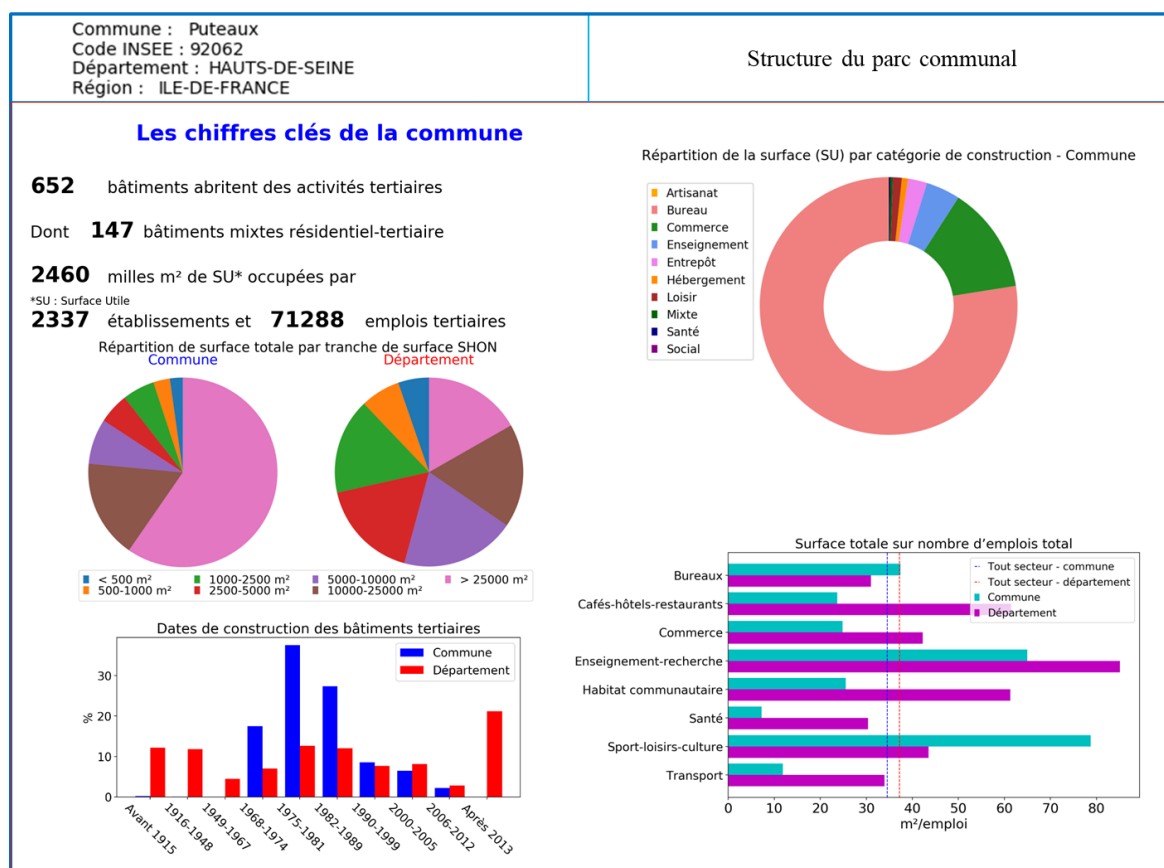 Commune :   Puteaux
Code INSEE : 92062
Département : HAUTS-DE-SEINE
Région :   ILE-DE-FRANCE
Structure du parc communal
Les chiffres clés de la commune
652 bâtiments abritent des activités tertiaires
Dont 147 bâtiments mixtes résidentiel-tertiaire
2460 milles m² de SU* occupées par
*SU : Surface Utile
2337 établissements et 71288 emplois tertiaires
Répartition de surface totale par tranche de surface SHON
Commune
Département
< 500 m²
500-1000 m²
1000-2500 m²
2500-5000 m²
5000-10000 m²
10000-25000 m²
> 25000 m²
Dates de construction des bâtiments tertiaires
Commune
Département
%
30
20
10
0
Avant 1915
1916-1948
1949-1967
1968-1974
1975-1981
1982-1989
1990-1999
2000-2005
2006-2012
Après 2013
Répartition de la surface (SU) par catégorie de construction - Commune
Artisanat
Bureau
Commerce
Enseignement
Entrepôt
Hébergement
Loisir
Mixte
Santé
Social
Surface totale sur nombre d’emplois total
Tout secteur - commune
Tout secteur - département
Commune
Département
Bureaux
Cafés-hôtels-restaurants
Commerce
Enseignement-recherche
Habitat communautaire
Santé
Sport-loisirs-culture
Transport
0 10 20 30 40 50 60 70 80
m²/emploi